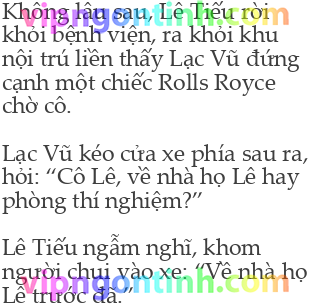 Không lâu sau, Lê Tiếu rời
khỏi bệnh viện, ra khỏi khu
nội trú liền thấy Lạc Vũ đứng
cạnh một chiếc Rolls Royce
chờ cô.
Lạc Vũ kéo cửa xe phía sau ra,
hỏi: “Cô Lê, về nhà họ Lê hay
phòng thí nghiệm?”
Lê Tiếu ngẫm nghĩ, khom
người chui vào xe: “Về nhà họ
Lê trước đã.”
vipngontinh.com
vipngontinh.com
vipngontinh.com
vipngontinh.com